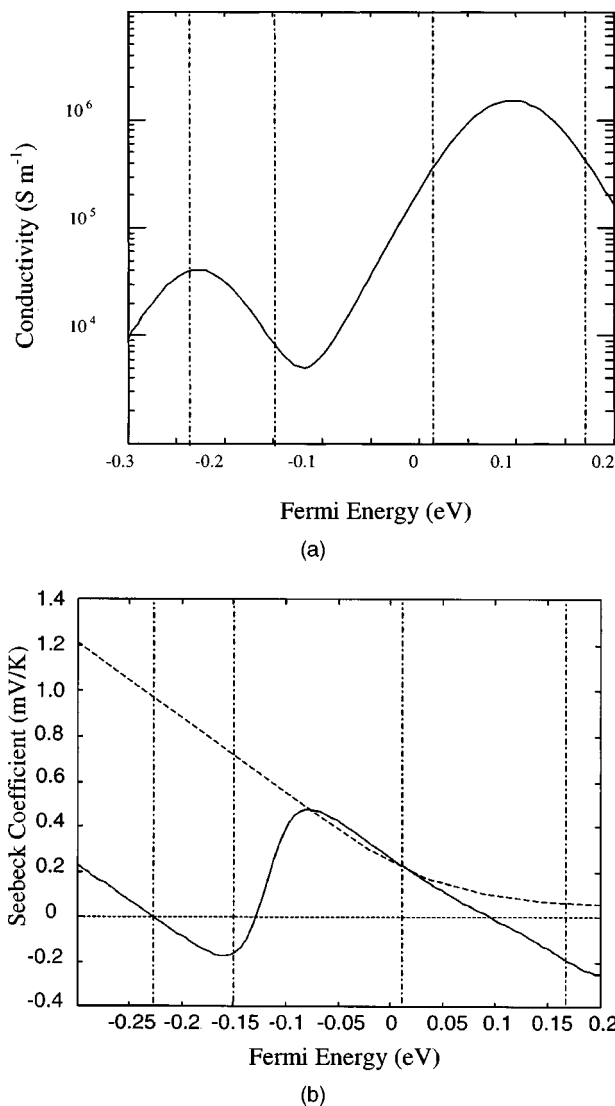 10^6
10^5
10^4
Conductivity (S m^-1)
-0.3 -0.2 -0.1 0 0.1 0.2
Fermi Energy (eV)
(a)
1.4
1.2
1.0
0.8
0.6
0.4
0.2
0
-0.2
-0.4
Seebeck Coefficient (mV/K)
-0.25 -0.2 -0.15 -0.1 -0.05 0 0.05 0.1 0.15 0.2
Fermi Energy (eV)
(b)